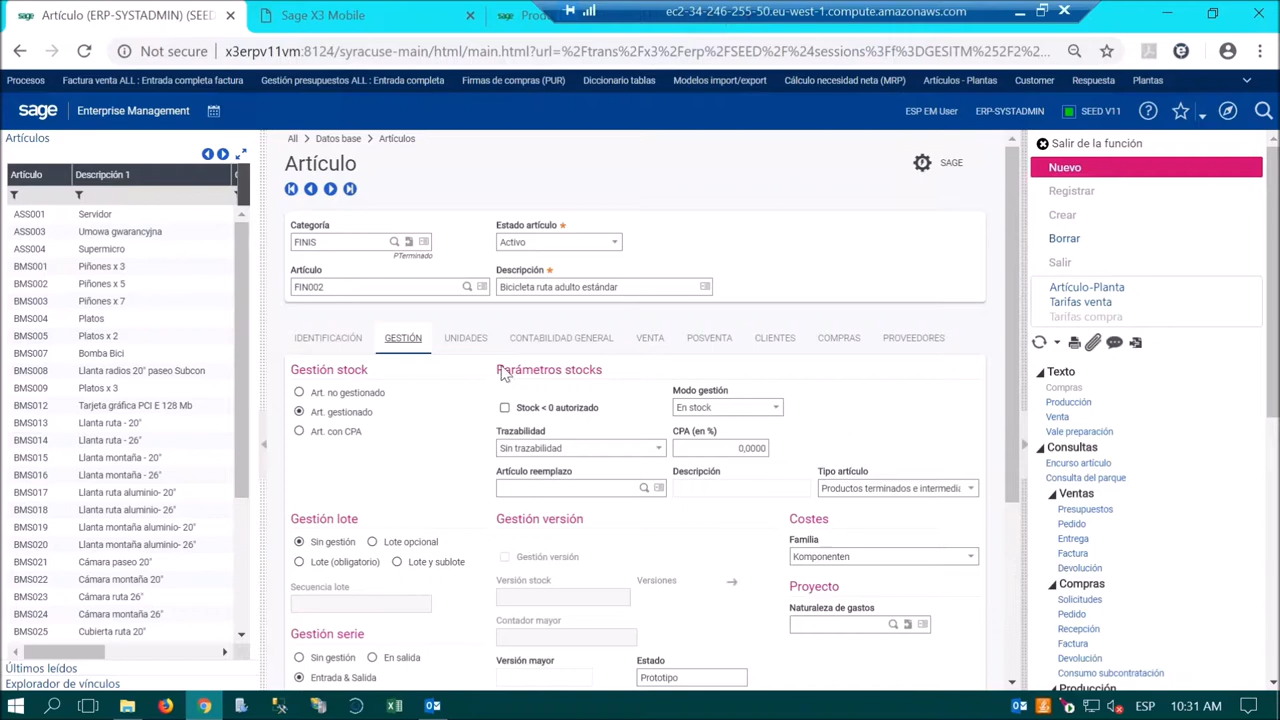 Artículo (ERP-SYSTADMIN) (SEED
Sage X3 Mobile
Produ
ec2-34-246-255-50.eu-west-1.compute.amazonaws.com
Not secure
x3erpv11vm:8124/syracuse-main/html/main.html?url=%2Ftrans%2Fx3%2Ferp%2FSEED%2F%24sessions%3Ff%3DGESITM%252F2%...
Procesos
Factura venta ALL : Entrada completa factura
Gestión presupuestos ALL : Entrada completa
Firmas de compras (PUR)
Diccionario tablas
Modelos import/export
Cálculo necesidad neta (MRP)
Artículos - Plantas
Customer
Respuesta
Plantas
sage
Enterprise Management
ESP EM User
ERP-SYSTADMIN
SEED V11
Artículos
Artículo
Descripción 1
ASS001 Servidor
ASS003 Umowa gwarancyjna
ASS004 Supermicro
BMS001 Piñones x 3
BMS002 Piñones x 5
BMS003 Piñones x 7
BMS004 Platos
BMS005 Platos x 2
BMS007 Bomba Bici
BMS008 Llanta radios 20" paseo Subcon
BMS009 Platos x 3
BMS012 Tarjeta gráfica PCI E 128 Mb
BMS013 Llanta ruta - 20"
BMS014 Llanta ruta - 26"
BMS015 Llanta montaña - 20"
BMS016 Llanta montaña - 26"
BMS017 Llanta ruta aluminio- 20"
BMS018 Llanta ruta aluminio- 26"
BMS019 Llanta montaña aluminio- 20"
BMS020 Llanta montaña aluminio- 26"
BMS021 Cámara paseo 20"
BMS022 Cámara montaña 20"
BMS023 Cámara ruta 26"
BMS024 Cámara montaña 26"
BMS025 Cubierta ruta 20"
Últimos leídos
Explorador de vínculos
All > Datos base > Artículos
Artículo
SAGE
Categoría
FINIS
PTerminado
Estado artículo
Activo
Artículo
FIN002
Descripción
Bicicleta ruta adulto estándar
IDENTIFICACIÓN
GESTIÓN
UNIDADES
CONTABILIDAD GENERAL
VENTA
POSVENTA
CLIENTES
COMPRAS
PROVEEDORES
Gestión stock
Art. no gestionado
Art. gestionado
Art. con CPA
Parámetros stocks
Stock < 0 autorizado
Modo gestión
En stock
Trazabilidad
Sin trazabilidad
CPA (en %)
0,0000
Artículo reemplazo
Descripción
Tipo artículo
Productos terminados e intermedia
Gestión lote
Sin gestión
Lote opcional
Lote (obligatorio)
Lote y sublote
Secuencia lote
Gestión versión
Gestión versión
Versión stock
Versiones
Contador mayor
Versión mayor
Estado
Prototipo
Costes
Familia
Komponenten
Proyecto
Naturaleza de gastos
Gestión serie
Sin gestión
En salida
Entrada & Salida
Salir de la función
Nuevo
Registrar
Crear
Borrar
Salir
Artículo-Planta
Tarifas venta
Tarifas compra
Texto
Compras
Producción
Venta
Vale preparación
Consultas
Encurso artículo
Consulta del parque
Ventas
Presupuestos
Pedido
Entrega
Factura
Devolución
Compras
Solicitudes
Pedido
Recepción
Factura
Devolución
Consumo subcontratación
Producción
ESP
10:31 AM